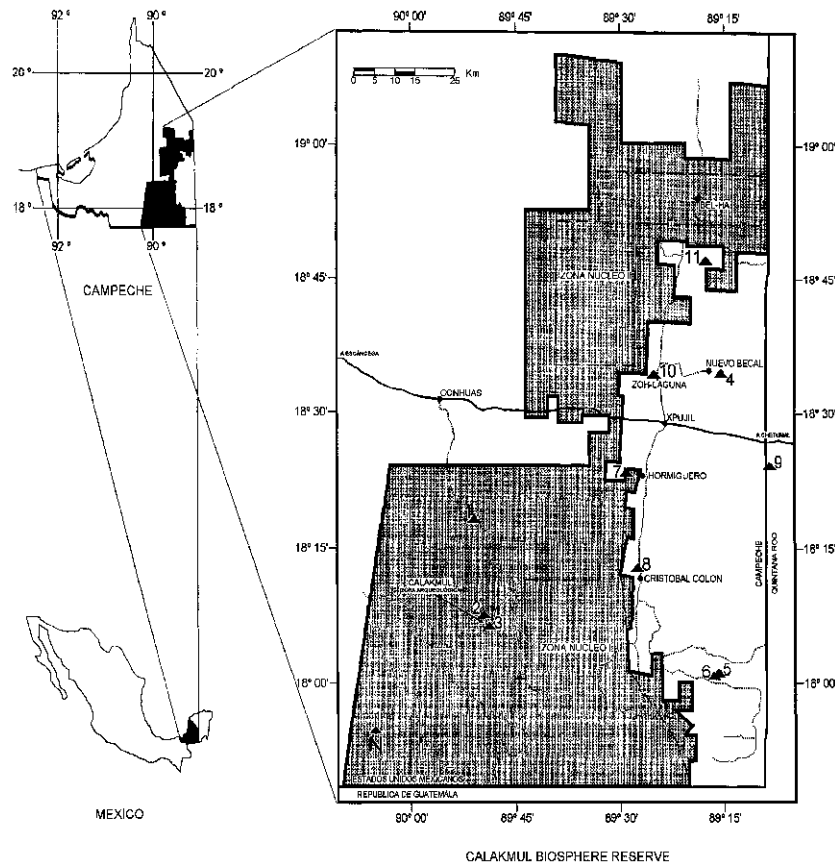 92° 90°
20° 20°
18° 18°
92° 90°
CAMPECHE
MEXICO
90° 00' 89° 30' 89° 15'
0 5 10 15 25 Km
19° 00' 19° 00'
BEL-HA
11
ZONA NUCLEO
18° 45' 18° 45'
A ESCARCEGA
NUEVO BECAL
10 4
ZOH-LAGUNA
CONHUAS
18° 30' XPUJIL 18° 30'
A CHETUMAL
9
7 HORMIGUERO
1
18° 15' 18° 15'
8
CRISTOBAL COLON
CAMPECHE
QUINTANA ROO
CALAKMUL
2
3
ZONA NUCLEO
6 5
18° 00' 18° 00'
N
ESTADOS UNIDOS MEXICANOS
REPUBLICA DE GUATEMALA
90° 00' 89° 45' 89° 30' 89° 15'
CALAKMUL BIOSPHERE RESERVE